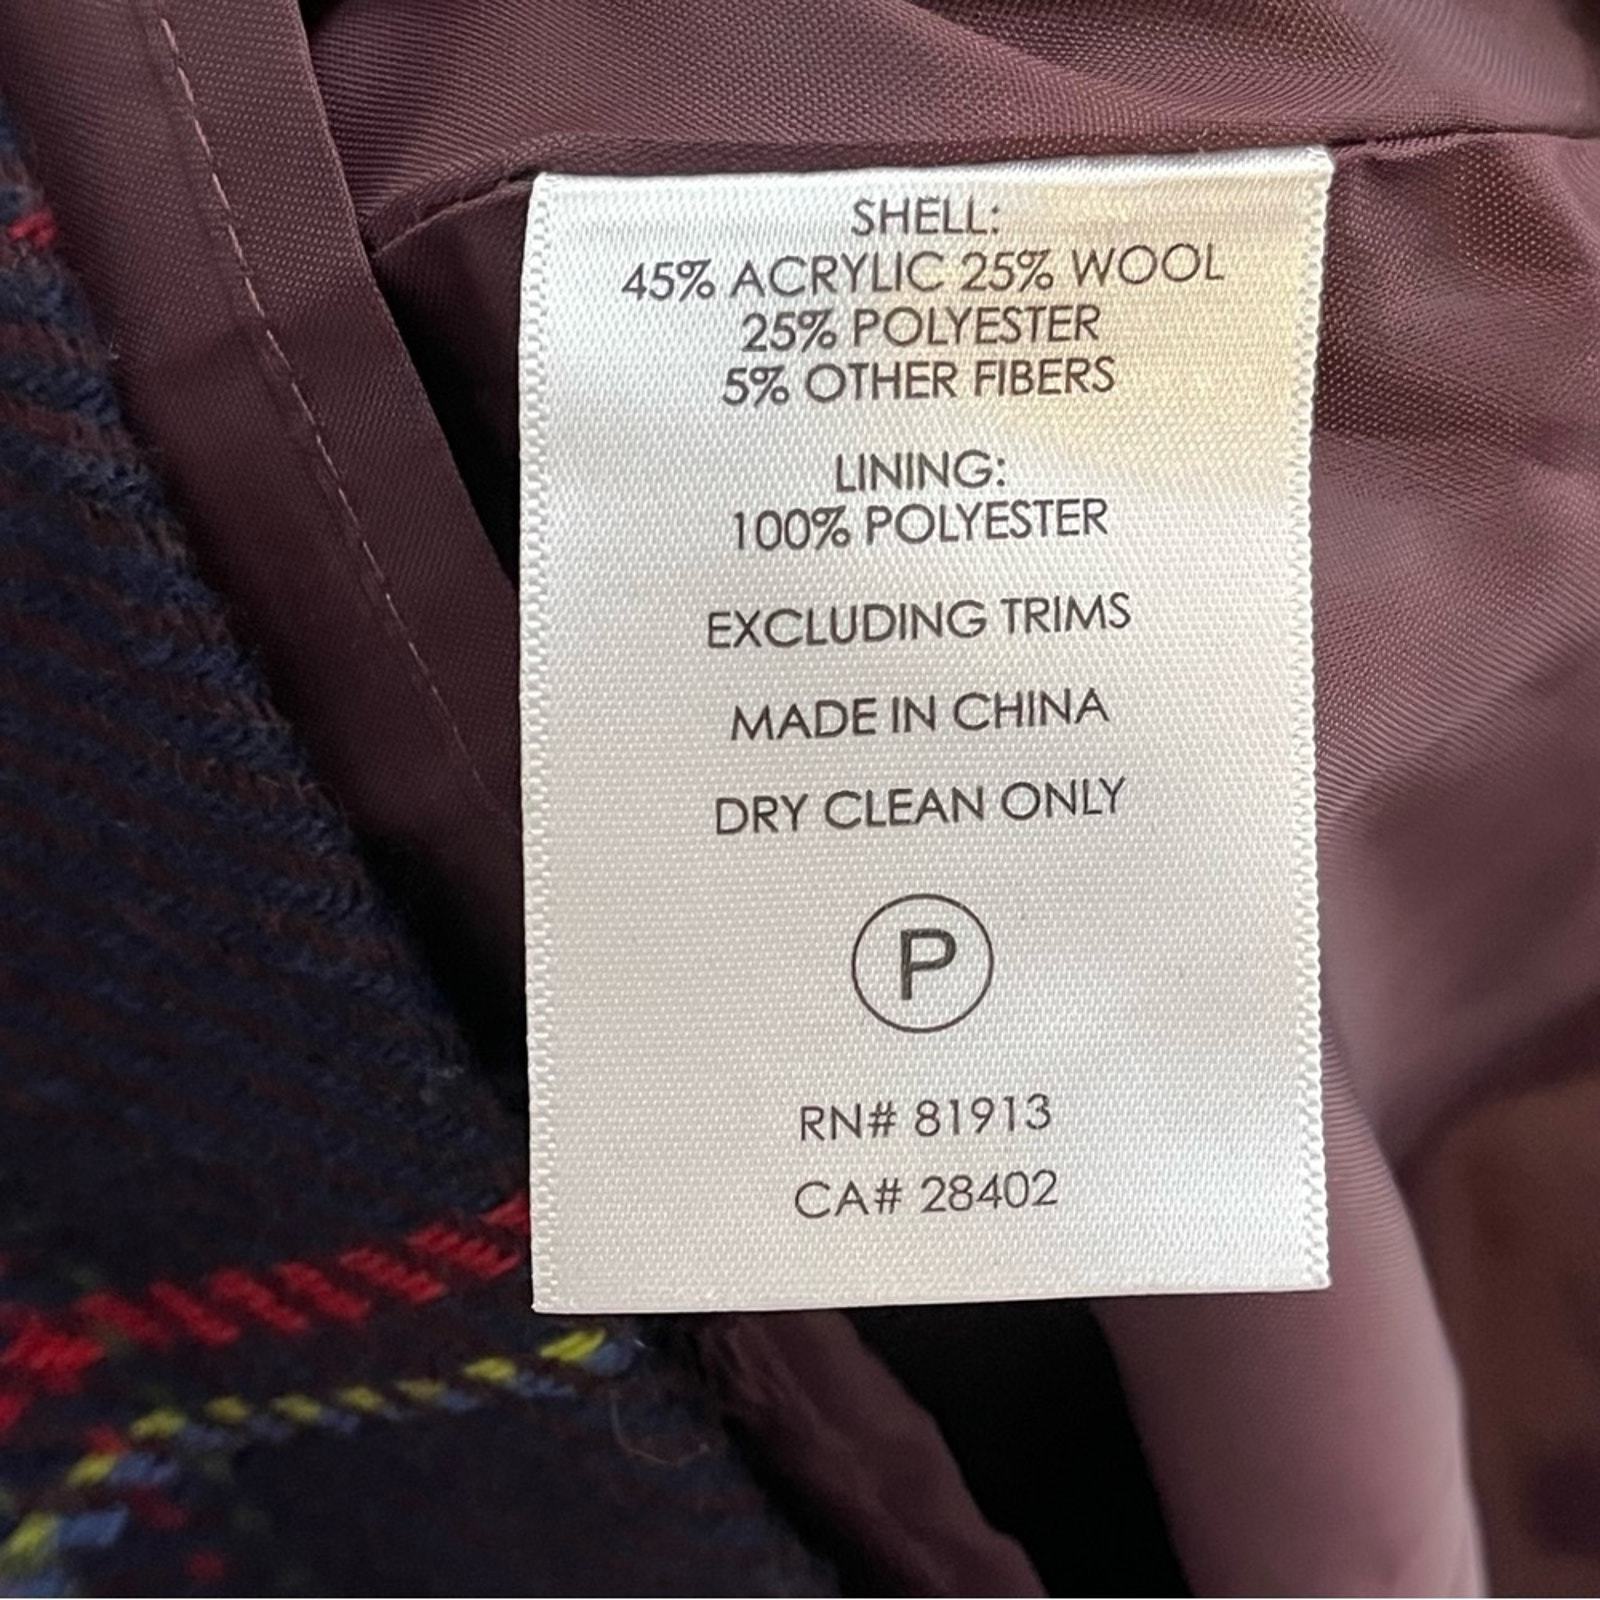 SHELL:
45% ACRYLIC 25% WOOL
25% POLYESTER
5% OTHER FIBERS
LINING:
100% POLYESTER
EXCLUDING TRIMS
MADE IN CHINA
DRY CLEAN ONLY
P
RN# 81913
CA# 28402